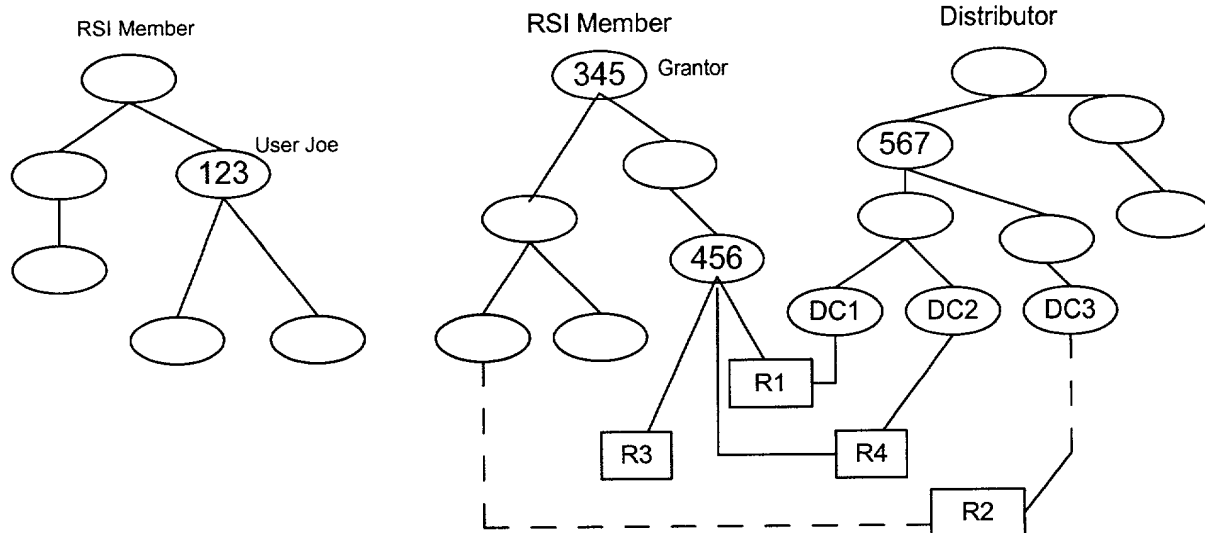 RSI Member
RSI Member
Distributor
345
Grantor
User Joe
123
567
456
DC1
DC2
DC3
R1
R3
R4
R2